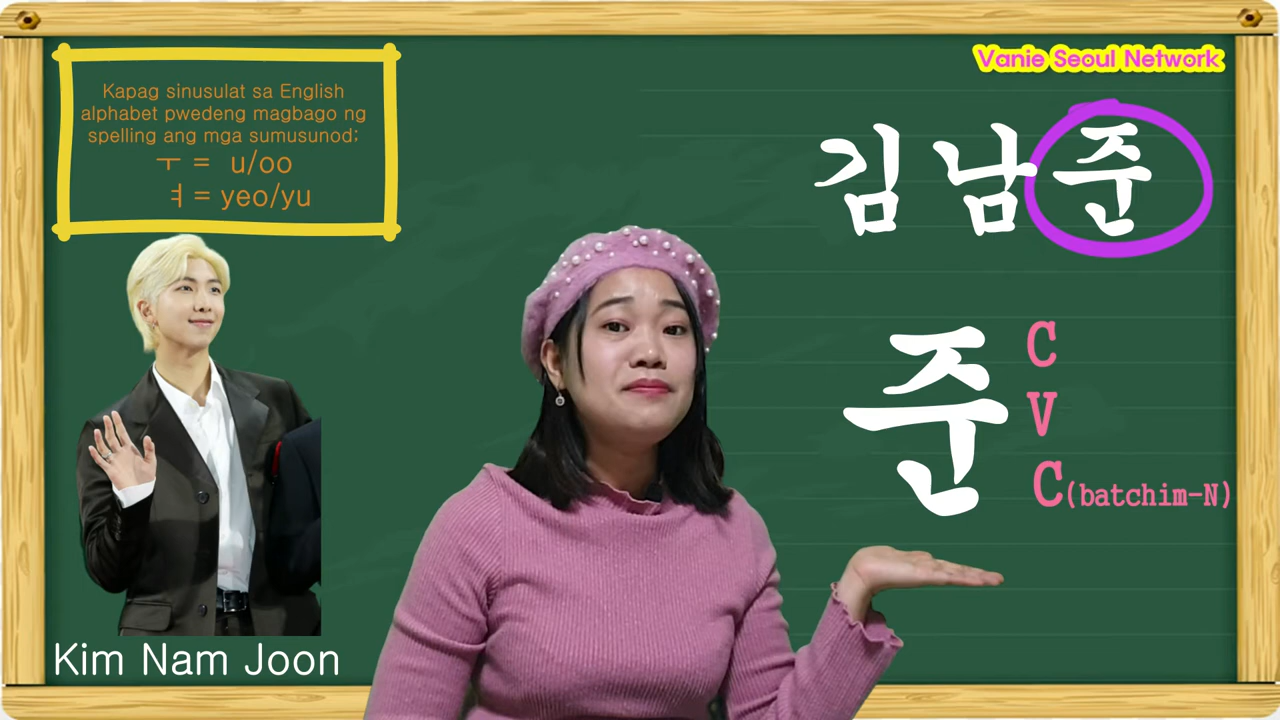 Kapag sinusulat sa English
alphabet pwedeng magbago ng
spelling ang mga sumusunod;
ㅜ = u/oo
ㅕ = yeo/yu
Vanie Seoul Network
김남준
준
C
V
C(batchim-N)
Kim Nam Joon